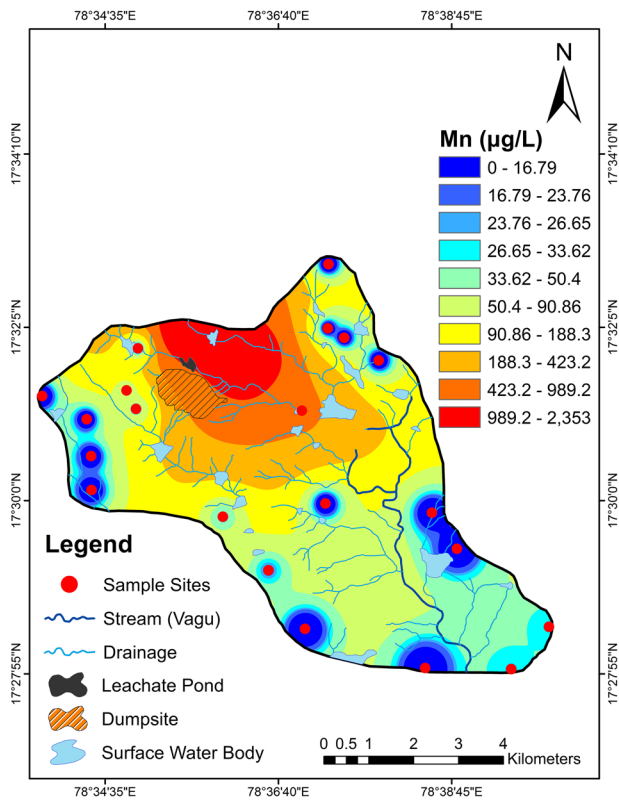 78°34'35"E 78°36'40"E 78°38'45"E
N
17°34'10"N 17°34'10"N
Mn (µg/L)
0 - 16.79
16.79 - 23.76
23.76 - 26.65
26.65 - 33.62
33.62 - 50.4
50.4 - 90.86
90.86 - 188.3
188.3 - 423.2
423.2 - 989.2
989.2 - 2,353
17°32'5"N 17°32'5"N
17°30'0"N 17°30'0"N
Legend
Sample Sites
Stream (Vagu)
Drainage
Leachate Pond
Dumpsite
Surface Water Body
17°27'55"N 17°27'55"N
0 0.5 1 2 3 4
Kilometers
78°34'35"E 78°36'40"E 78°38'45"E